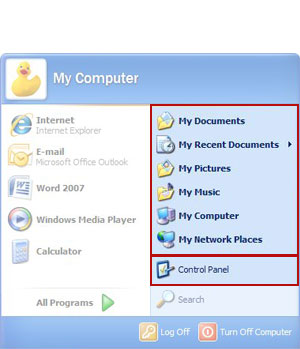 My Computer
Internet
Internet Explorer
E-mail
Microsoft Office Outlook
Word 2007
Windows Media Player
Calculator
All Programs
My Documents
My Recent Documents
My Pictures
My Music
My Computer
My Network Places
Control Panel
Search
Log Off
Turn Off Computer